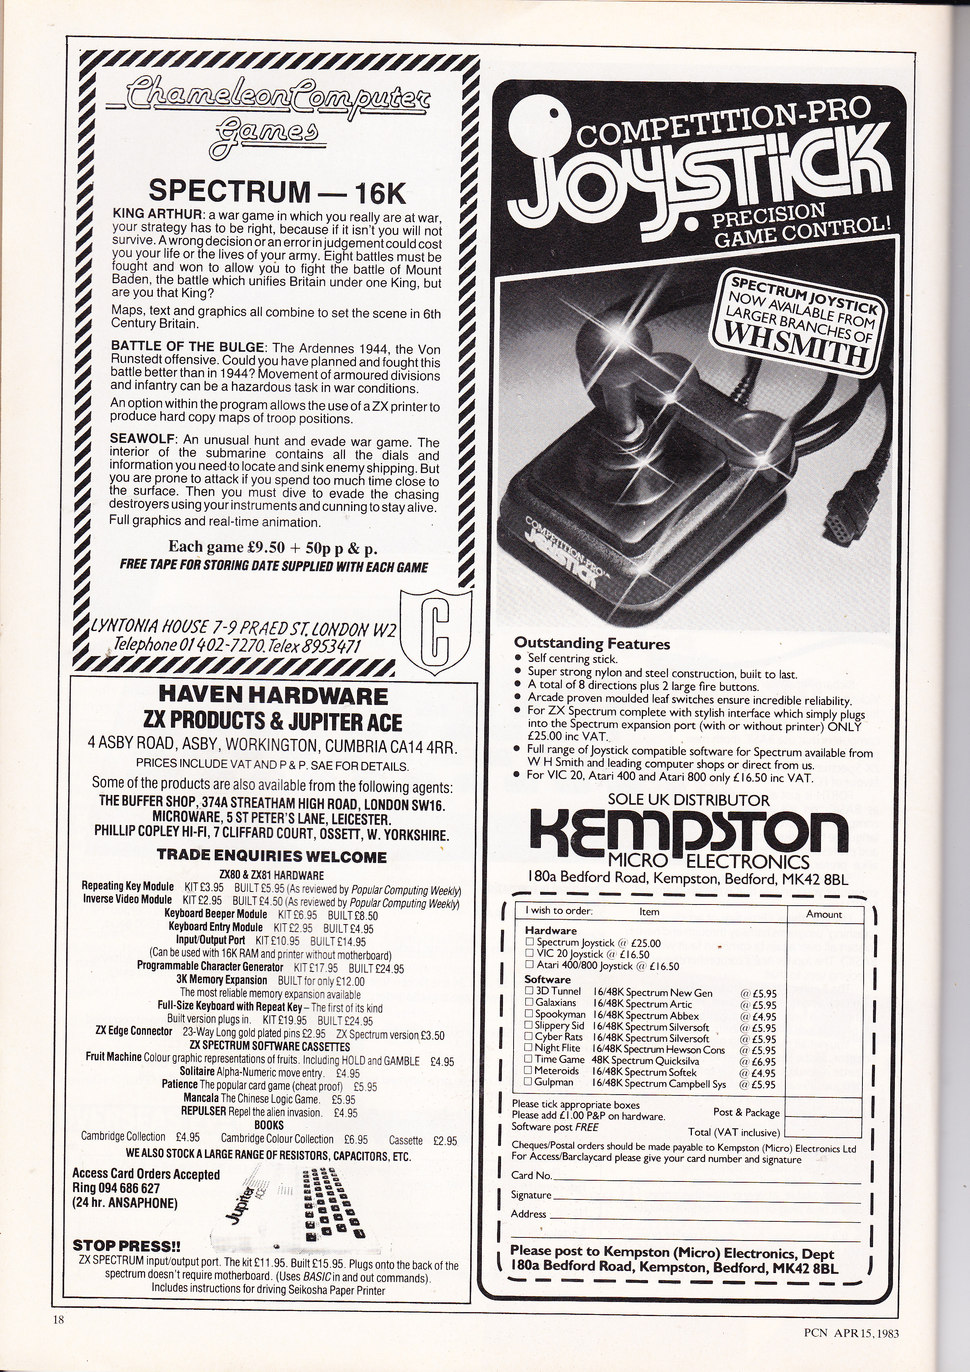 Chameleon Computer
Games
SPECTRUM — 16K
KING ARTHUR: a war game in which you really are at war,
your strategy has to be right, because if it isn't you will not
survive. A wrong decision or an error in judgement could cost
you your life or the lives of your army. Eight battles must be
fought and won to allow you to fight the battle of Mount
Baden, the battle which unifies Britain under one King, but
are you that King?
Maps, text and graphics all combine to set the scene in 6th
Century Britain.
BATTLE OF THE BULGE: The Ardennes 1944, the Von
Runstedt offensive. Could you have planned and fought this
battle better than in 1944? Movement of armoured divisions
and infantry can be a hazardous task in war conditions.
An option within the program allows the use of a ZX printer to
produce hard copy maps of troop positions.
SEAWOLF: An unusual hunt and evade war game. The
interior of the submarine contains all the dials and
information you need to locate and sink enemy shipping. But
you are prone to attack if you spend too much time close to
the surface. Then you must dive to evade the chasing
destroyers using your instruments and cunning to stay alive.
Full graphics and real-time animation.
Each game £9.50 + 50p p & p.
FREE TAPE FOR STORING DATE SUPPLIED WITH EACH GAME
LYNTONIA HOUSE 7-9 PRAED ST, LONDON W2
Telephone 01 402-7270. Telex 8953471
C
HAVEN HARDWARE
ZX PRODUCTS & JUPITER ACE
4 ASBY ROAD, ASBY, WORKINGTON, CUMBRIA CA14 4RR.
PRICES INCLUDE VAT AND P & P. SAE FOR DETAILS.
Some of the products are also available from the following agents:
THE BUFFER SHOP, 374A STREATHAM HIGH ROAD, LONDON SW16.
MICROWARE, 5 ST PETER'S LANE, LEICESTER.
PHILLIP COPLEY HI-FI, 7 CLIFFARD COURT, OSSETT, W. YORKSHIRE.
TRADE ENQUIRIES WELCOME
ZX80 & ZX81 HARDWARE
Repeating Key Module KIT £3.95 BUILT £5.95 (As reviewed by Popular Computing Weekly)
Inverse Video Module KIT £2.95 BUILT £4.50 (As reviewed by Popular Computing Weekly)
Keyboard Beeper Module KIT £6.95 BUILT £8.50
Keyboard Entry Module KIT £2.95 BUILT £4.95
Input/Output Port KIT £10.95 BUILT £14.95
(Can be used with 16K RAM and printer without motherboard)
Programmable Character Generator KIT £17.95 BUILT £24.95
3K Memory Expansion BUILT for only £12.00
The most reliable memory expansion available
Full-Size Keyboard with Repeat Key – The first of its kind
Built version plugs in. KIT £19.95 BUILT £24.95
ZX Edge Connector 23-Way Long gold plated pins £2.95 ZX Spectrum version £3.50
ZX SPECTRUM SOFTWARE CASSETTES
Fruit Machine Colour graphic representations of fruits. Including HOLD and GAMBLE £4.95
Solitaire Alpha-Numeric move entry. £4.95
Patience The popular card game (cheat proof) £5.95
Mancala The Chinese Logic Game. £5.95
REPULSER Repel the alien invasion. £4.95
BOOKS
Cambridge Collection £4.95 Cambridge Colour Collection £6.95 Cassette £2.95
WE ALSO STOCK A LARGE RANGE OF RESISTORS, CAPACITORS, ETC.
Access Card Orders Accepted
Ring 094 686 627
(24 hr. ANSAPHONE)
Jupiter
ACE
STOP PRESS!!
ZX SPECTRUM input/output port. The kit £11.95. Built £15.95. Plugs onto the back of the
spectrum doesn't require motherboard. (Uses BASIC in and out commands).
Includes instructions for driving Seikosha Paper Printer
COMPETITION-PRO
JOYSTICK
PRECISION
GAME CONTROL!
SPECTRUM JOYSTICK
NOW AVAILABLE FROM
LARGER BRANCHES OF
WHSMITH
COMPETITION-PRO
JOYSTICK
Outstanding Features
• Self centring stick.
• Super strong nylon and steel construction, built to last.
• A total of 8 directions plus 2 large fire buttons.
• Arcade proven moulded leaf switches ensure incredible reliability.
• For ZX Spectrum complete with stylish interface which simply plugs
into the Spectrum expansion port (with or without printer) ONLY
£25.00 inc VAT.
• Full range of Joystick compatible software for Spectrum available from
W H Smith and leading computer shops or direct from us.
• For VIC 20, Atari 400 and Atari 800 only £16.50 inc VAT.
SOLE UK DISTRIBUTOR
KEMPSTON
MICRO ELECTRONICS
180a Bedford Road, Kempston, Bedford, MK42 8BL
I wish to order: Item Amount
Hardware
☐ Spectrum Joystick @ £25.00
☐ VIC 20 Joystick @ £16.50
☐ Atari 400/800 Joystick @ £16.50
Software
☐ 3D Tunnel 16/48K Spectrum New Gen @ £5.95
☐ Galaxians 16/48K Spectrum Artic @ £5.95
☐ Spookyman 16/48K Spectrum Abbex @ £4.95
☐ Slippery Sid 16/48K Spectrum Silversoft @ £5.95
☐ Cyber Rats 16/48K Spectrum Silversoft @ £5.95
☐ Night Flite 16/48K Spectrum Hewson Cons @ £5.95
☐ Time Game 48K Spectrum Quicksilva @ £6.95
☐ Meteroids 16/48K Spectrum Softek @ £4.95
☐ Gulpman 16/48K Spectrum Campbell Sys @ £5.95
Please tick appropriate boxes
Please add £1.00 P&P on hardware. Post & Package
Software post FREE
Total (VAT inclusive)
Cheques/Postal orders should be made payable to Kempston (Micro) Electronics Ltd
For Access/Barclaycard please give your card number and signature
Card No.
Signature
Address
Please post to Kempston (Micro) Electronics, Dept
180a Bedford Road, Kempston, Bedford, MK42 8BL
18
PCN APR 15, 1983